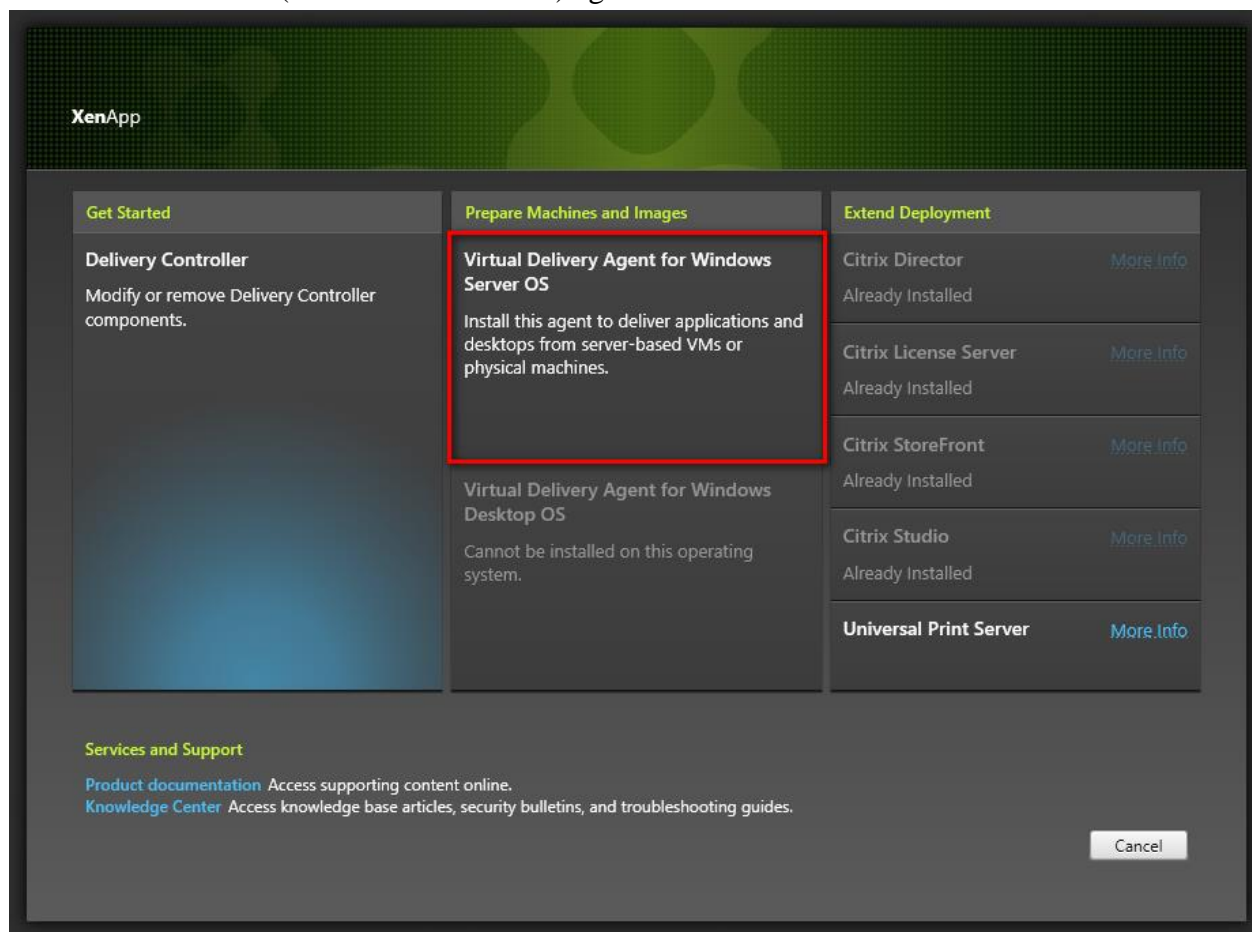 XenApp
Get Started
Delivery Controller
Modify or remove Delivery Controller
components.
Prepare Machines and Images
Virtual Delivery Agent for Windows
Server OS
Install this agent to deliver applications and
desktops from server-based VMs or
physical machines.
Virtual Delivery Agent for Windows
Desktop OS
Cannot be installed on this operating
system.
Extend Deployment
Citrix Director More Info
Already Installed
Citrix License Server More Info
Already Installed
Citrix StoreFront More Info
Already Installed
Citrix Studio More Info
Already Installed
Universal Print Server More Info
Services and Support
Product documentation Access supporting content online.
Knowledge Center Access knowledge base articles, security bulletins, and troubleshooting guides.
Cancel